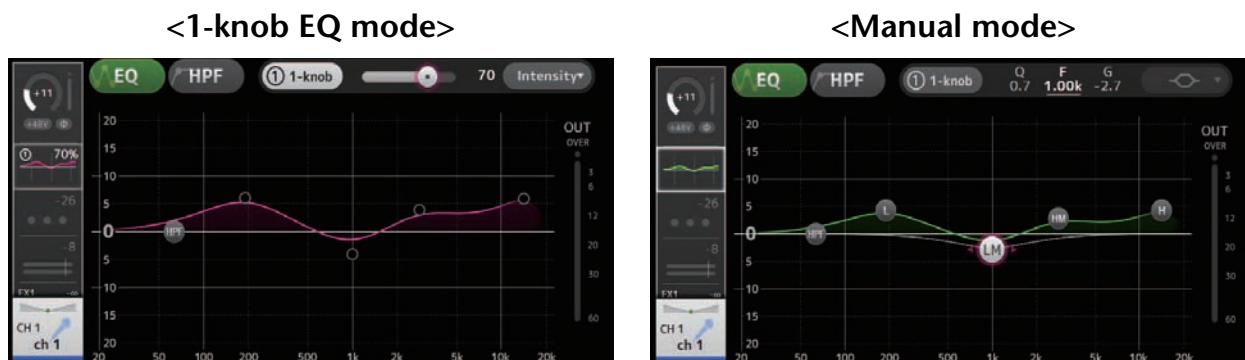 <1-knob EQ mode>
EQ HPF ① 1-knob 70 Intensity▾
+11
+48V Φ
① 70%
-26
-8
FX1 -∞
CH 1
ch 1
20
15
10
5
0
5
10
15
20
HPF
20 50 100 200 500 1k 2k 5k 10k 20k
OUT
OVER
3
6
12
20
30
60
<Manual mode>
EQ HPF ① 1-knob
Q F G
0.7 1.00k -2.7
+11
+48V Φ
-26
-8
FX1 -∞
CH 1
ch 1
20
15
10
5
0
5
10
15
20
HPF L LM HM H
20 50 100 200 500 1k 2k 5k 10k 20k
OUT
OVER
3
6
12
20
30
60